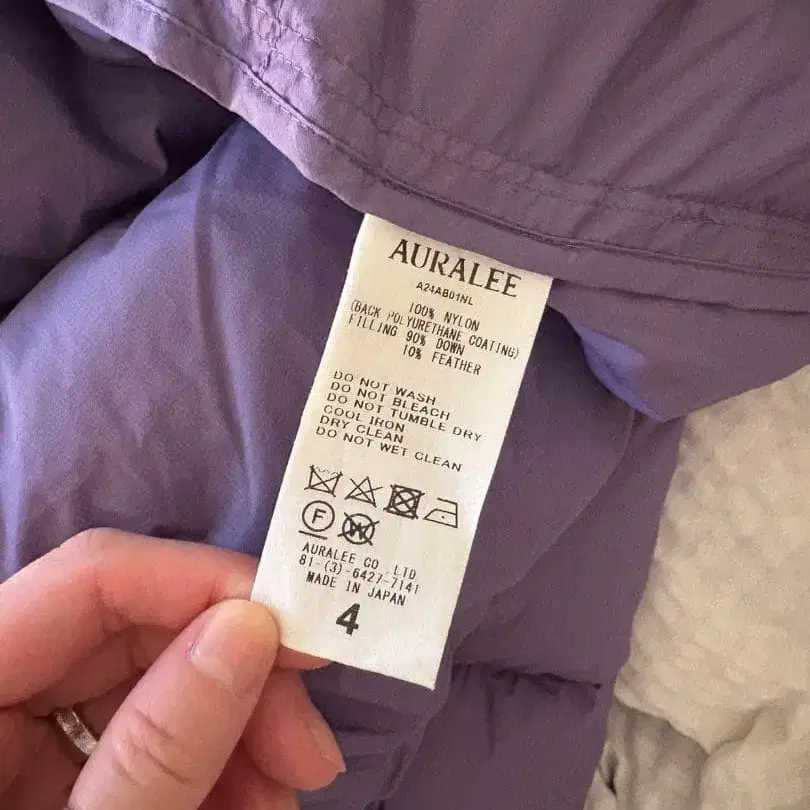 AURALEE
A24AB01NL
100% NYLON
(BACK POLYURETHANE COATING)
FILLING 90% DOWN
10% FEATHER
DO NOT WASH
DO NOT BLEACH
DO NOT TUMBLE DRY
COOL IRON
DRY CLEAN
DO NOT WET CLEAN
F W
AURALEE CO.,LTD
81-(3)-6427-7141
MADE IN JAPAN
4